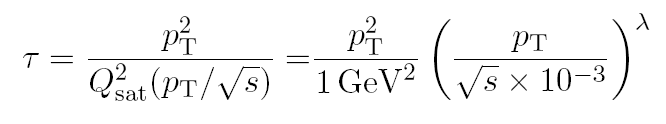 τ = p_T^2 / Q_sat^2(p_T/√s) = p_T^2 / 1 GeV^2 (p_T / √s × 10^−3)^λ